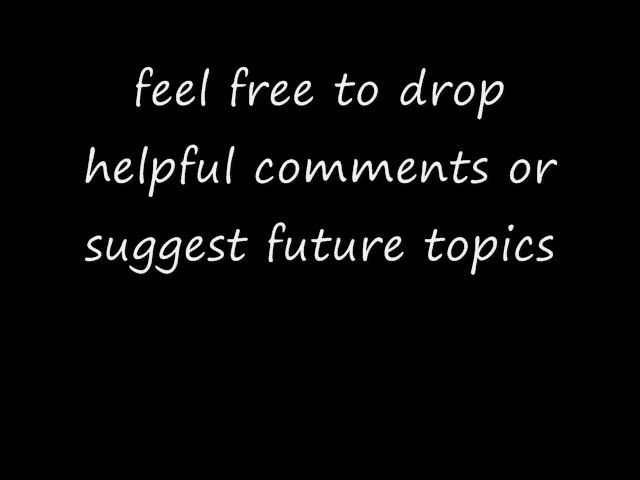 feel free to drop
helpful comments or
suggest future topics